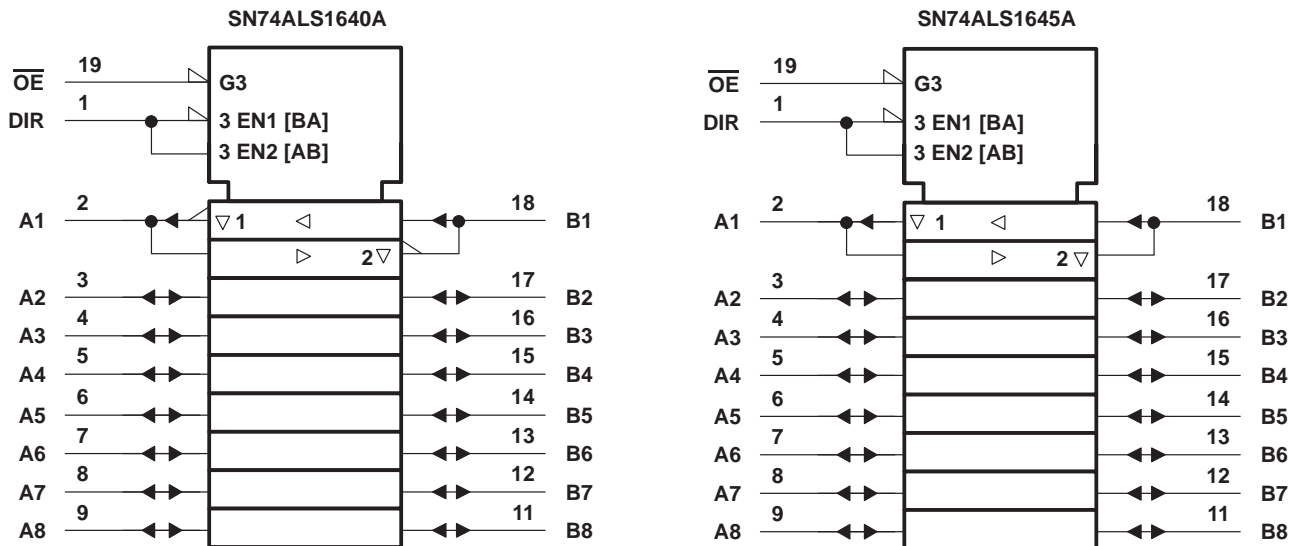 SN74ALS1640A
OE 19 G3
DIR 1 3 EN1 [BA]
3 EN2 [AB]
A1 2 1 18 B1
2
A2 3 17 B2
A3 4 16 B3
A4 5 15 B4
A5 6 14 B5
A6 7 13 B6
A7 8 12 B7
A8 9 11 B8
SN74ALS1645A
OE 19 G3
DIR 1 3 EN1 [BA]
3 EN2 [AB]
A1 2 1 18 B1
2
A2 3 17 B2
A3 4 16 B3
A4 5 15 B4
A5 6 14 B5
A6 7 13 B6
A7 8 12 B7
A8 9 11 B8